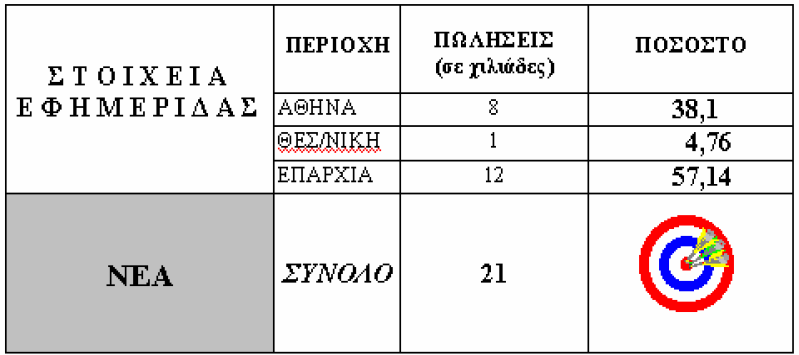 Σ Τ Ο Ι Χ Ε Ι Α
Ε Φ Η Μ Ε Ρ Ι Δ Α Σ
ΠΕΡΙΟΧΗ
ΠΩΛΗΣΕΙΣ
(σε χιλιάδες)
ΠΟΣΟΣΤΟ
ΑΘΗΝΑ 8 38,1
ΘΕΣ/ΝΙΚΗ 1 4,76
ΕΠΑΡΧΙΑ 12 57,14
ΝΕΑ ΣΥΝΟΛΟ 21